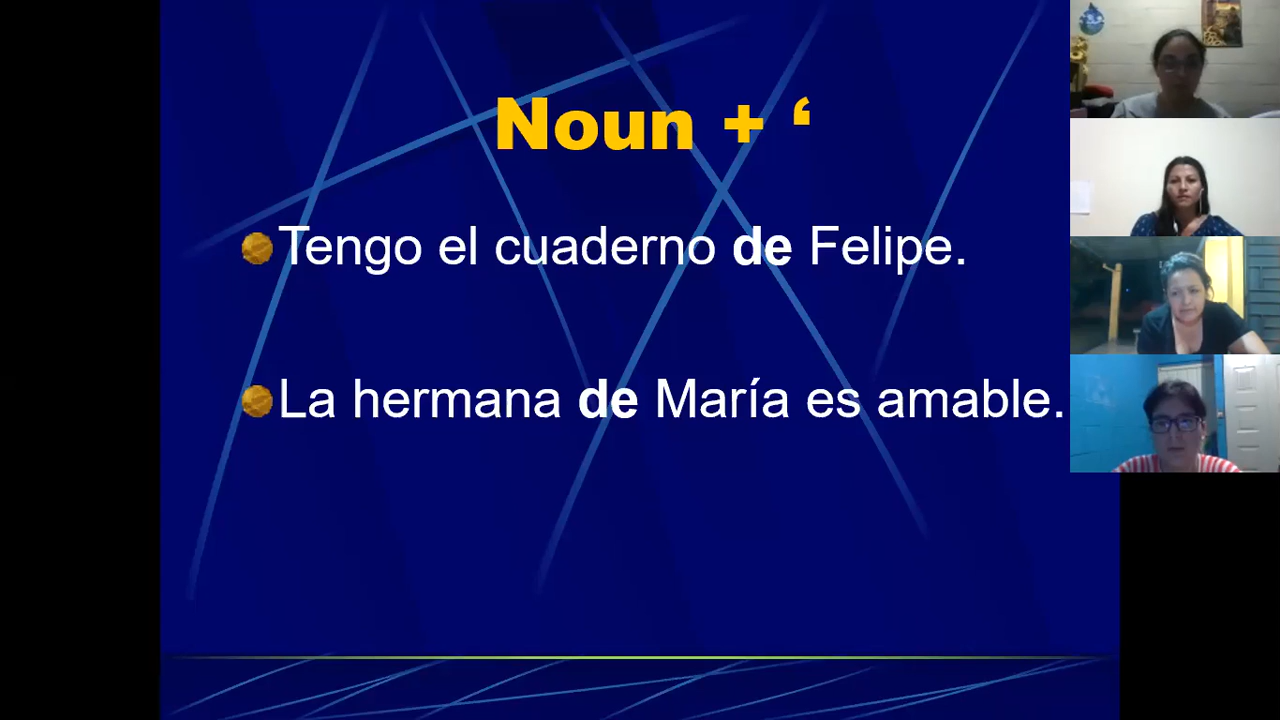 Noun + ‘
Tengo el cuaderno de Felipe.
La hermana de María es amable.